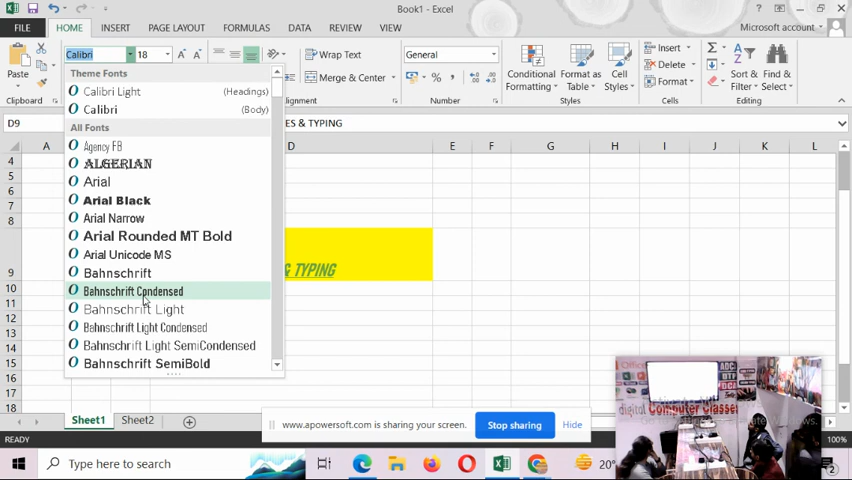 Book1 - Excel
FILE HOME INSERT PAGE LAYOUT FORMULAS DATA REVIEW VIEW Microsoft account
Calibri 18 Wrap Text General Insert
Paste Merge & Center Conditional Formatting Format as Table Cell Styles Delete Sort & Filter Find & Select
Format
Clipboard Number Styles Cells Editing
D9 ES & TYPING
Theme Fonts
Calibri Light (Headings)
Calibri (Body)
All Fonts
Agency FB
ALGERIAN
Arial
Arial Black
Arial Narrow
Arial Rounded MT Bold
Arial Unicode MS
Bahnschrift
Bahnschrift Condensed
Bahnschrift Light
Bahnschrift Light Condensed
Bahnschrift Light SemiCondensed
Bahnschrift SemiBold
A D E F G H I J K L
4
5
6
7
8
9 & TYPING
10
11
12
13
14
15
16
17
18
Sheet1 Sheet2
www.apowersoft.com is sharing your screen. Stop sharing Hide
READY 100%
digital Computer Classes
Type here to search 20° 2